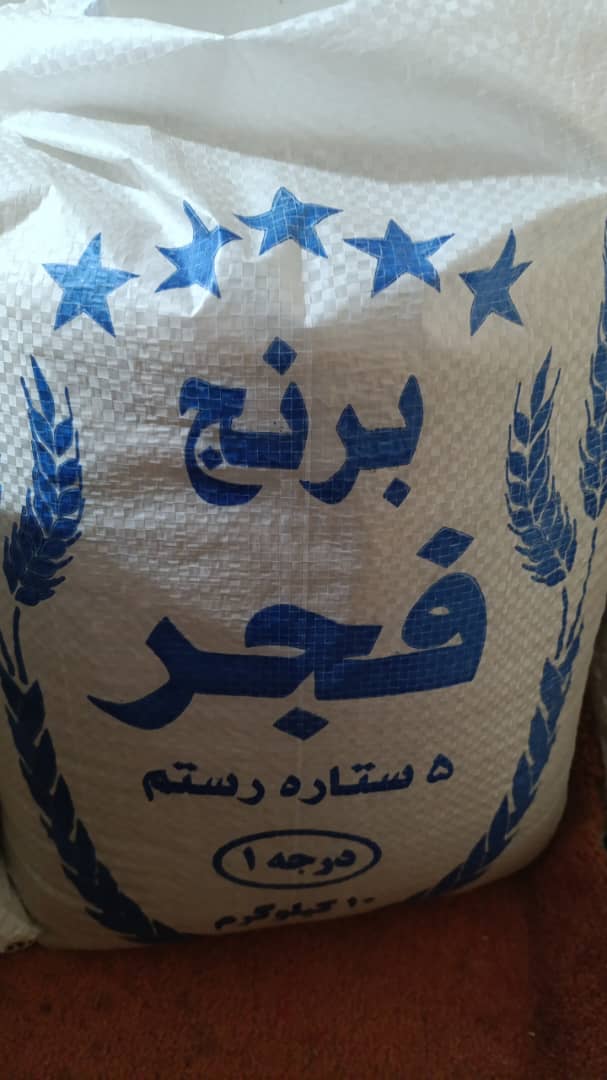 برنج
فجر
۵ ستاره رستم
درجه ۱
۱۰ کیلوگرم